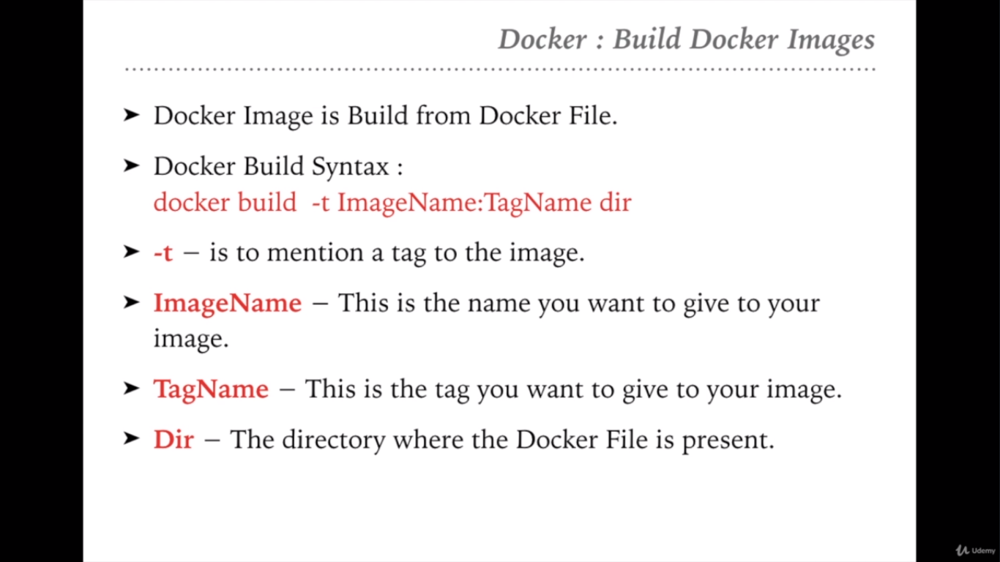 Docker : Build Docker Images
➤ Docker Image is Build from Docker File.
➤ Docker Build Syntax :
docker build -t ImageName:TagName dir
➤ -t – is to mention a tag to the image.
➤ ImageName – This is the name you want to give to your
image.
➤ TagName – This is the tag you want to give to your image.
➤ Dir – The directory where the Docker File is present.
Udemy